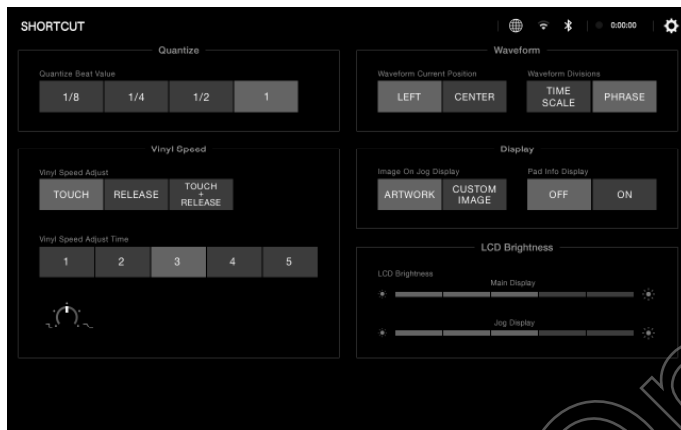 SHORTCUT
0:00:00
Quantize
Quantize Beat Value
1/8 1/4 1/2 1
Vinyl Speed
Vinyl Speed Adjust
TOUCH RELEASE TOUCH + RELEASE
Vinyl Speed Adjust Time
1 2 3 4 5
Waveform
Waveform Current Position Waveform Divisions
LEFT CENTER TIME SCALE PHRASE
Display
Image On Jog Display Pad Info Display
ARTWORK CUSTOM IMAGE OFF ON
LCD Brightness
LCD Brightness
Main Display
Jog Display